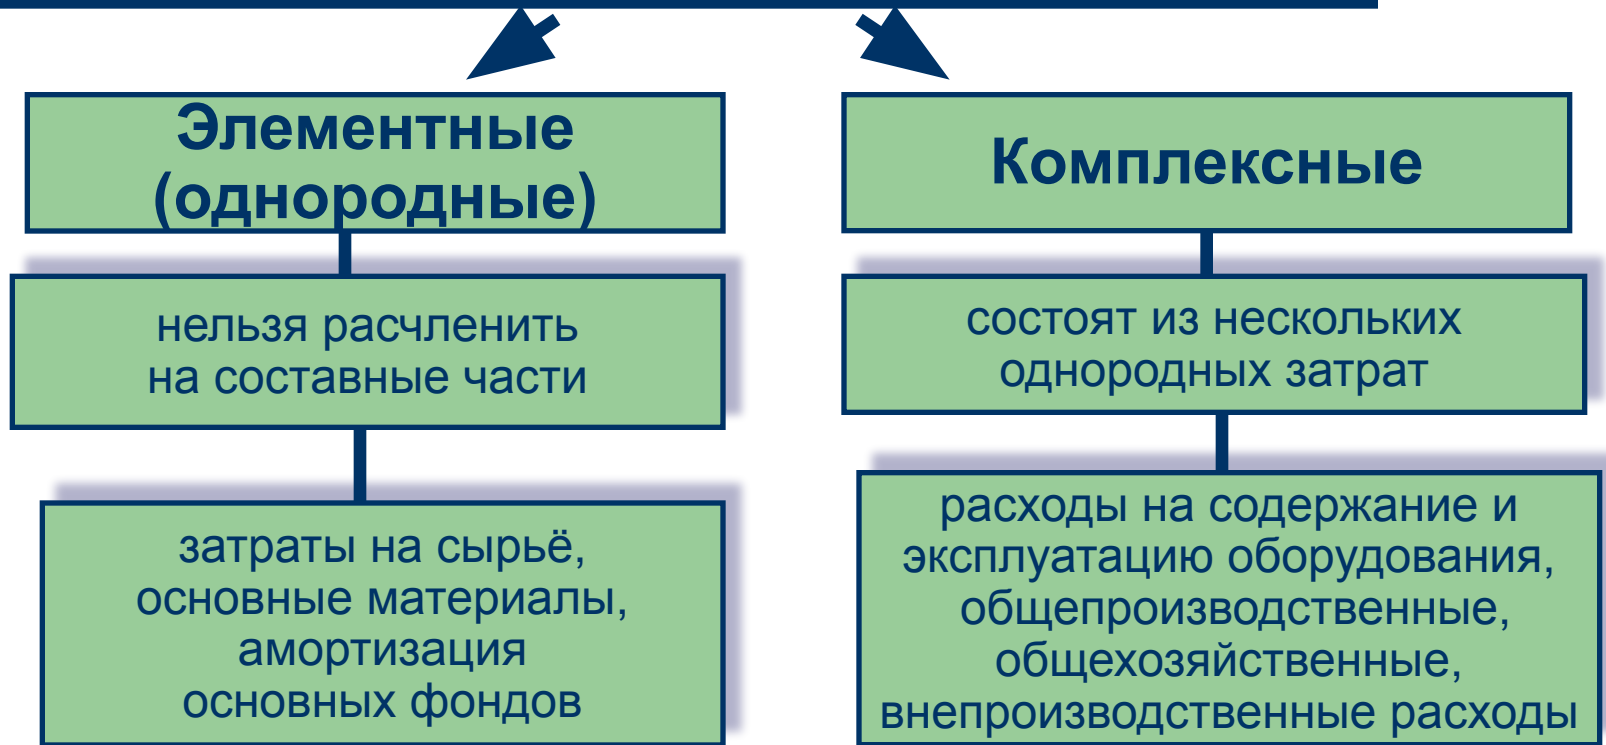 Элементные
(однородные)
нельзя расчленить
на составные части
затраты на сырьё,
основные материалы,
амортизация
основных фондов
Комплексные
состоят из нескольких
однородных затрат
расходы на содержание и
эксплуатацию оборудования,
общепроизводственные,
общехозяйственные,
внепроизводственные расходы